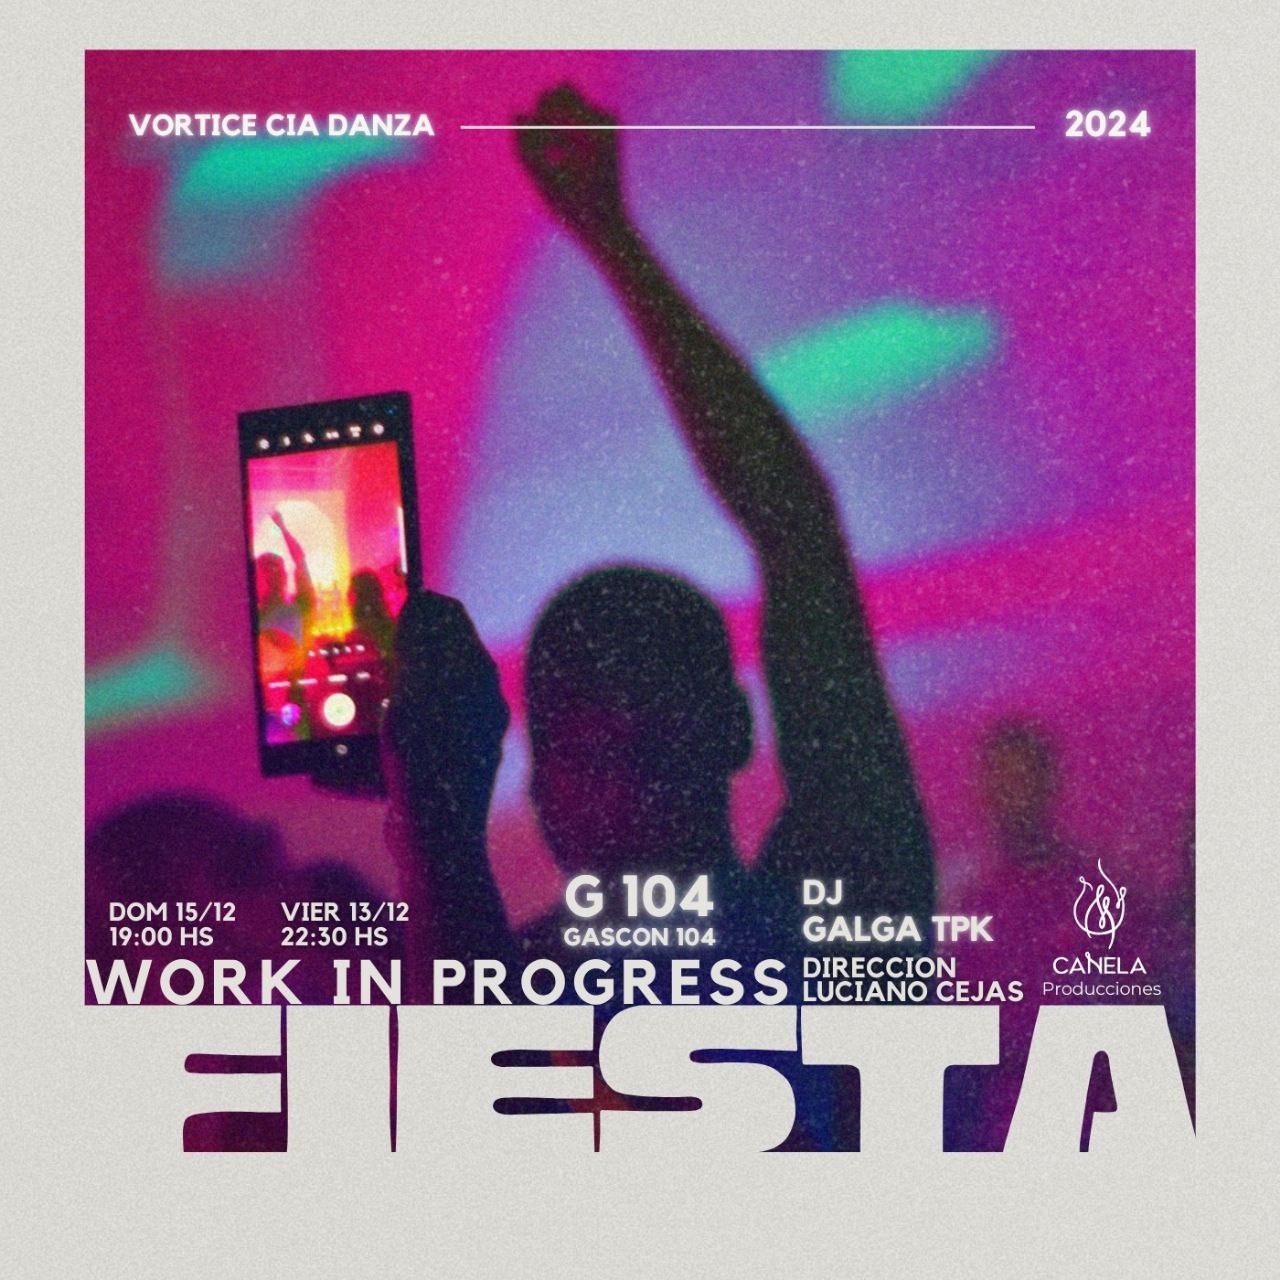 VORTICE CIA DANZA
2024
G 104
GASCON 104
DJ
GALGA TPK
DOM 15/12
19:00 HS
VIER 13/12
22:30 HS
WORK IN PROGRESS
DIRECCION
LUCIANO CEJAS
CANELA
Producciones
FIESTA